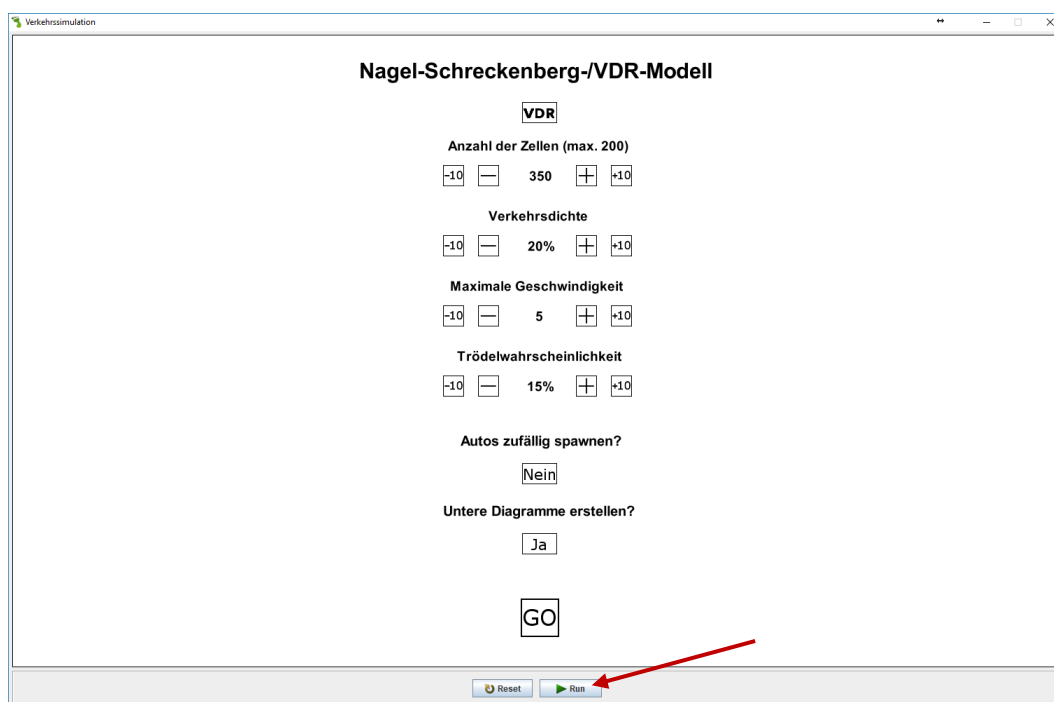 Verkehrssimulation
Nagel-Schreckenberg-/VDR-Modell
VDR
Anzahl der Zellen (max. 200)
-10 — 350 + +10
Verkehrsdichte
-10 — 20% + +10
Maximale Geschwindigkeit
-10 — 5 + +10
Trödelwahrscheinlichkeit
-10 — 15% + +10
Autos zufällig spawnen?
Nein
Untere Diagramme erstellen?
Ja
GO
Reset Run